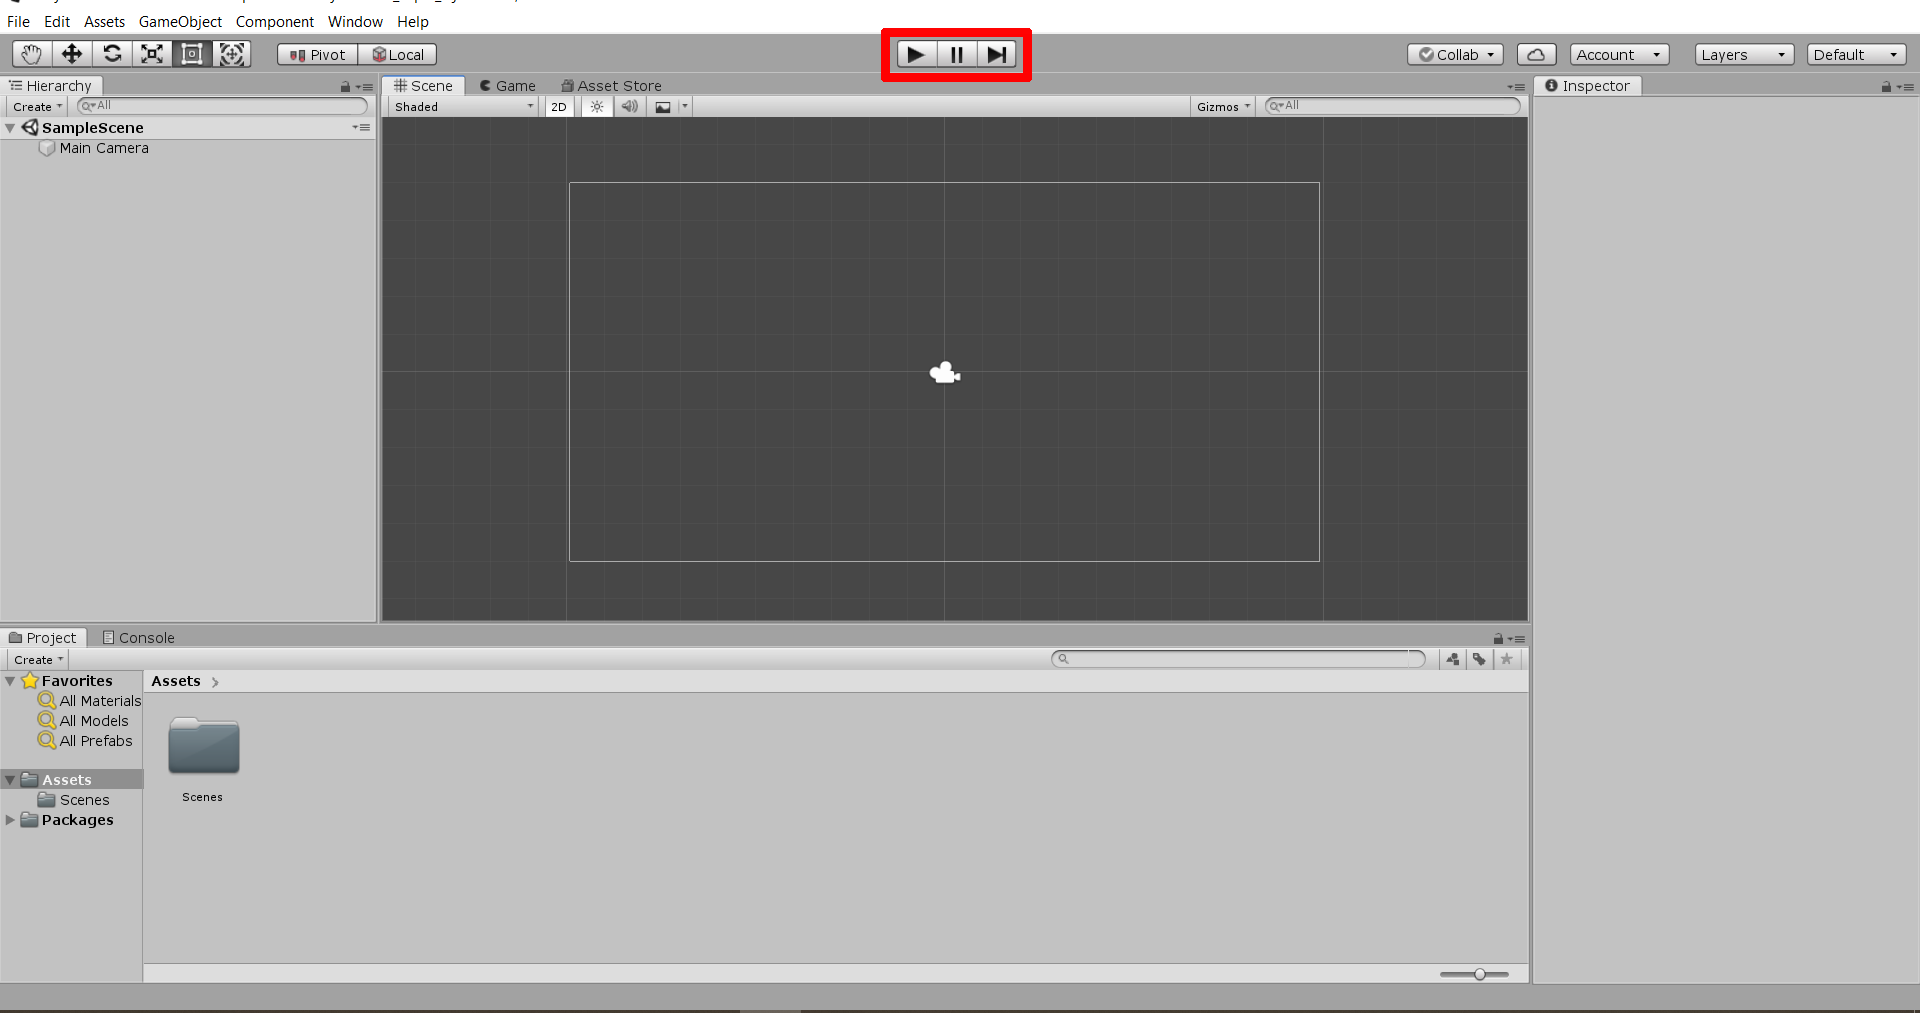 File Edit Assets GameObject Component Window Help
Pivot Local Collab Account Layers Default
Hierarchy
Create All
SampleScene
Main Camera
Scene Game Asset Store
Shaded 2D Gizmos All
Inspector
Project Console
Create
Favorites
All Materials
All Models
All Prefabs
Assets
Scenes
Packages
Assets
Scenes